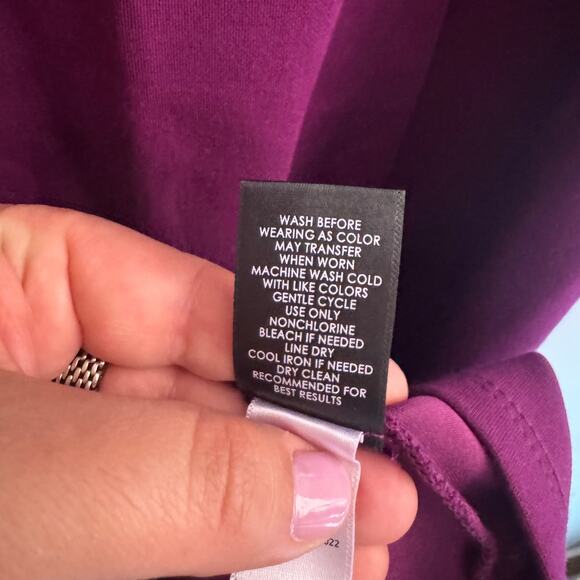 WASH BEFORE
WEARING AS COLOR
MAY TRANSFER
WHEN WORN
MACHINE WASH COLD
WITH LIKE COLORS
GENTLE CYCLE
USE ONLY
NONCHLORINE
BLEACH IF NEEDED
LINE DRY
COOL IRON IF NEEDED
DRY CLEAN
RECOMMENDED FOR
BEST RESULTS